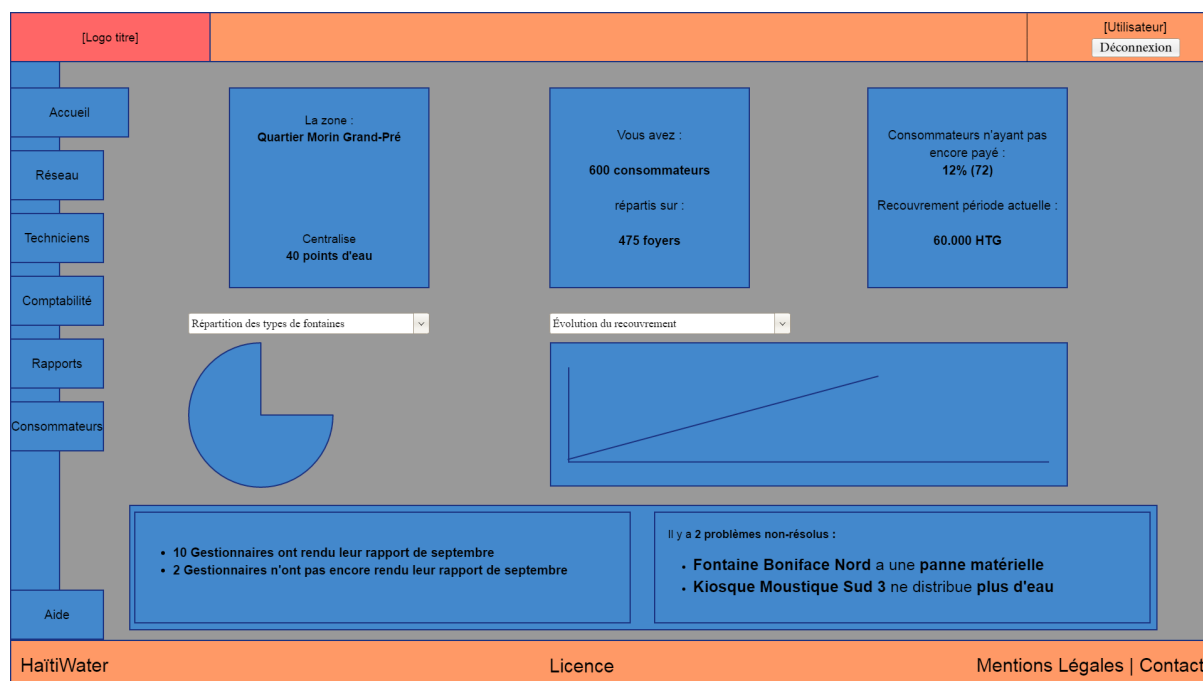 [Logo titre]
[Utilisateur]
Déconnexion
Accueil
Réseau
Techniciens
Comptabilité
Rapports
Consommateurs
Aide
La zone :
Quartier Morin Grand-Pré
Centralise
40 points d'eau
Vous avez :
600 consommateurs
répartis sur :
475 foyers
Consommateurs n'ayant pas
encore payé :
12% (72)
Recouvrement période actuelle :
60.000 HTG
Répartition des types de fontaines
Évolution du recouvrement
• 10 Gestionnaires ont rendu leur rapport de septembre
• 2 Gestionnaires n'ont pas encore rendu leur rapport de septembre
Il y a 2 problèmes non-résolus :
• Fontaine Boniface Nord a une panne matérielle
• Kiosque Moustique Sud 3 ne distribue plus d'eau
HaïtiWater
Licence
Mentions Légales | Contact